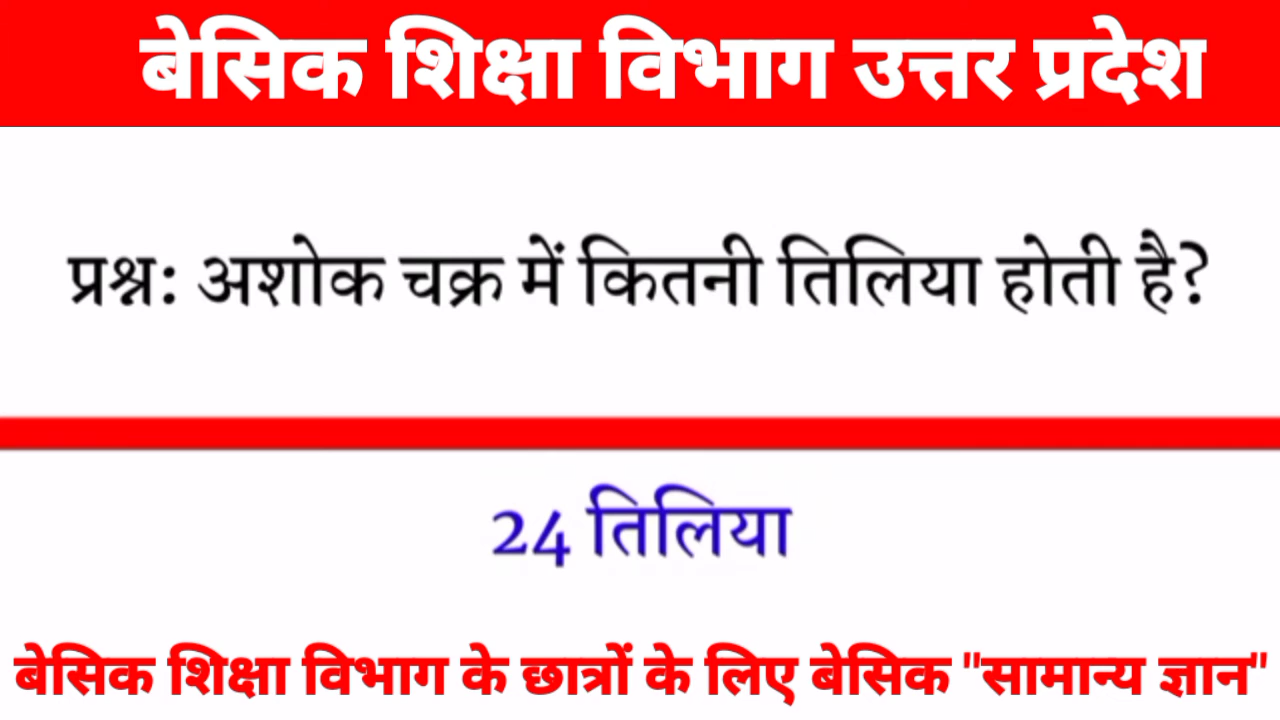 बेसिक शिक्षा विभाग उत्तर प्रदेश
प्रश्न: अशोक चक्र में कितनी तिलिया होती है?
24 तिलिया
बेसिक शिक्षा विभाग के छात्रों के लिए बेसिक "सामान्य ज्ञान"